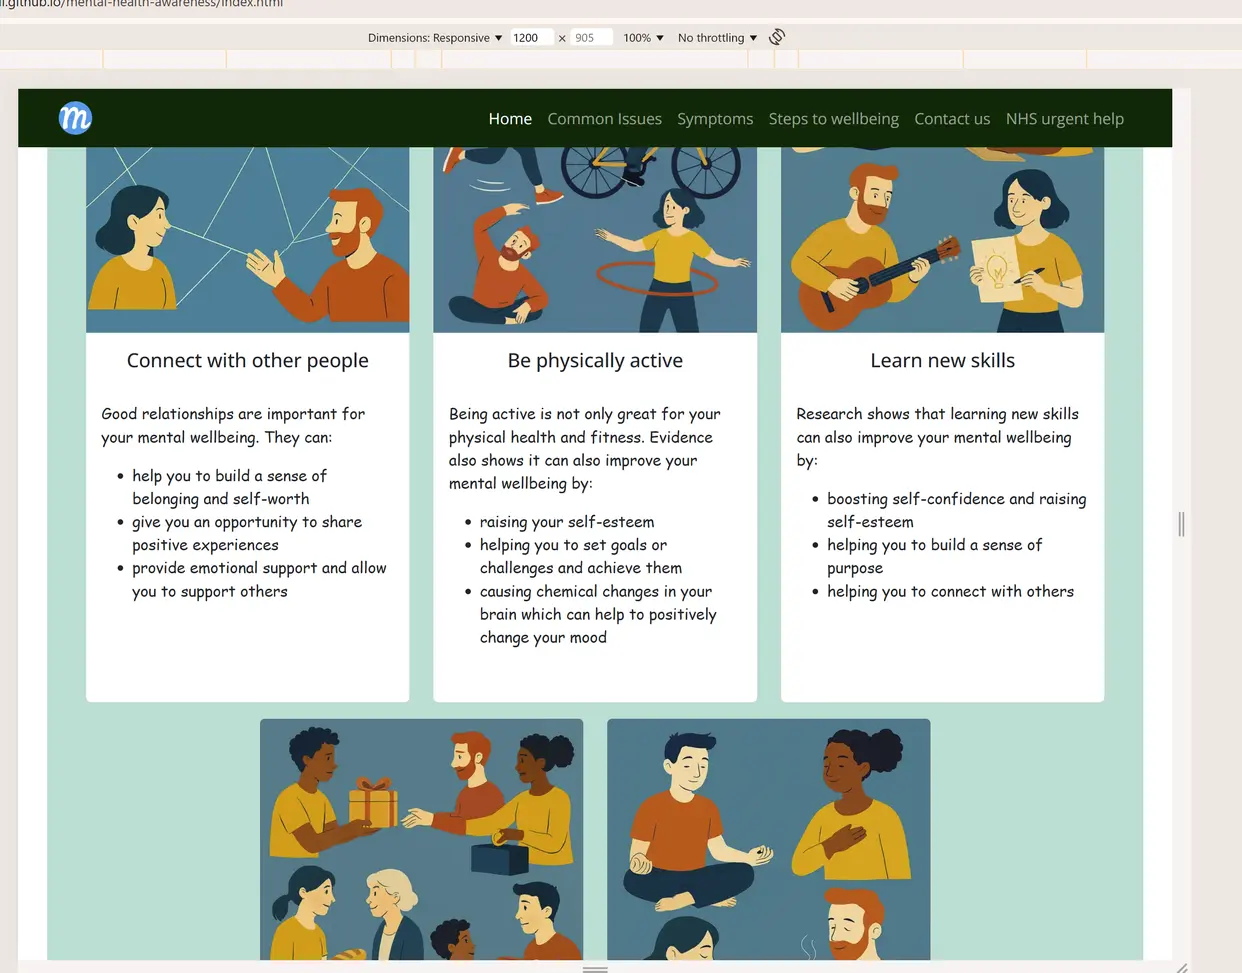 .github.io/mental-health-awareness/index.html
Dimensions: Responsive ▼ 1200 × 905 100% ▼ No throttling ▼
m Home Common Issues Symptoms Steps to wellbeing Contact us NHS urgent help
Connect with other people
Good relationships are important for
your mental wellbeing. They can:
• help you to build a sense of
belonging and self-worth
• give you an opportunity to share
positive experiences
• provide emotional support and allow
you to support others
Be physically active
Being active is not only great for your
physical health and fitness. Evidence
also shows it can also improve your
mental wellbeing by:
• raising your self-esteem
• helping you to set goals or
challenges and achieve them
• causing chemical changes in your
brain which can help to positively
change your mood
Learn new skills
Research shows that learning new skills
can also improve your mental wellbeing
by:
• boosting self-confidence and raising
self-esteem
• helping you to build a sense of
purpose
• helping you to connect with others